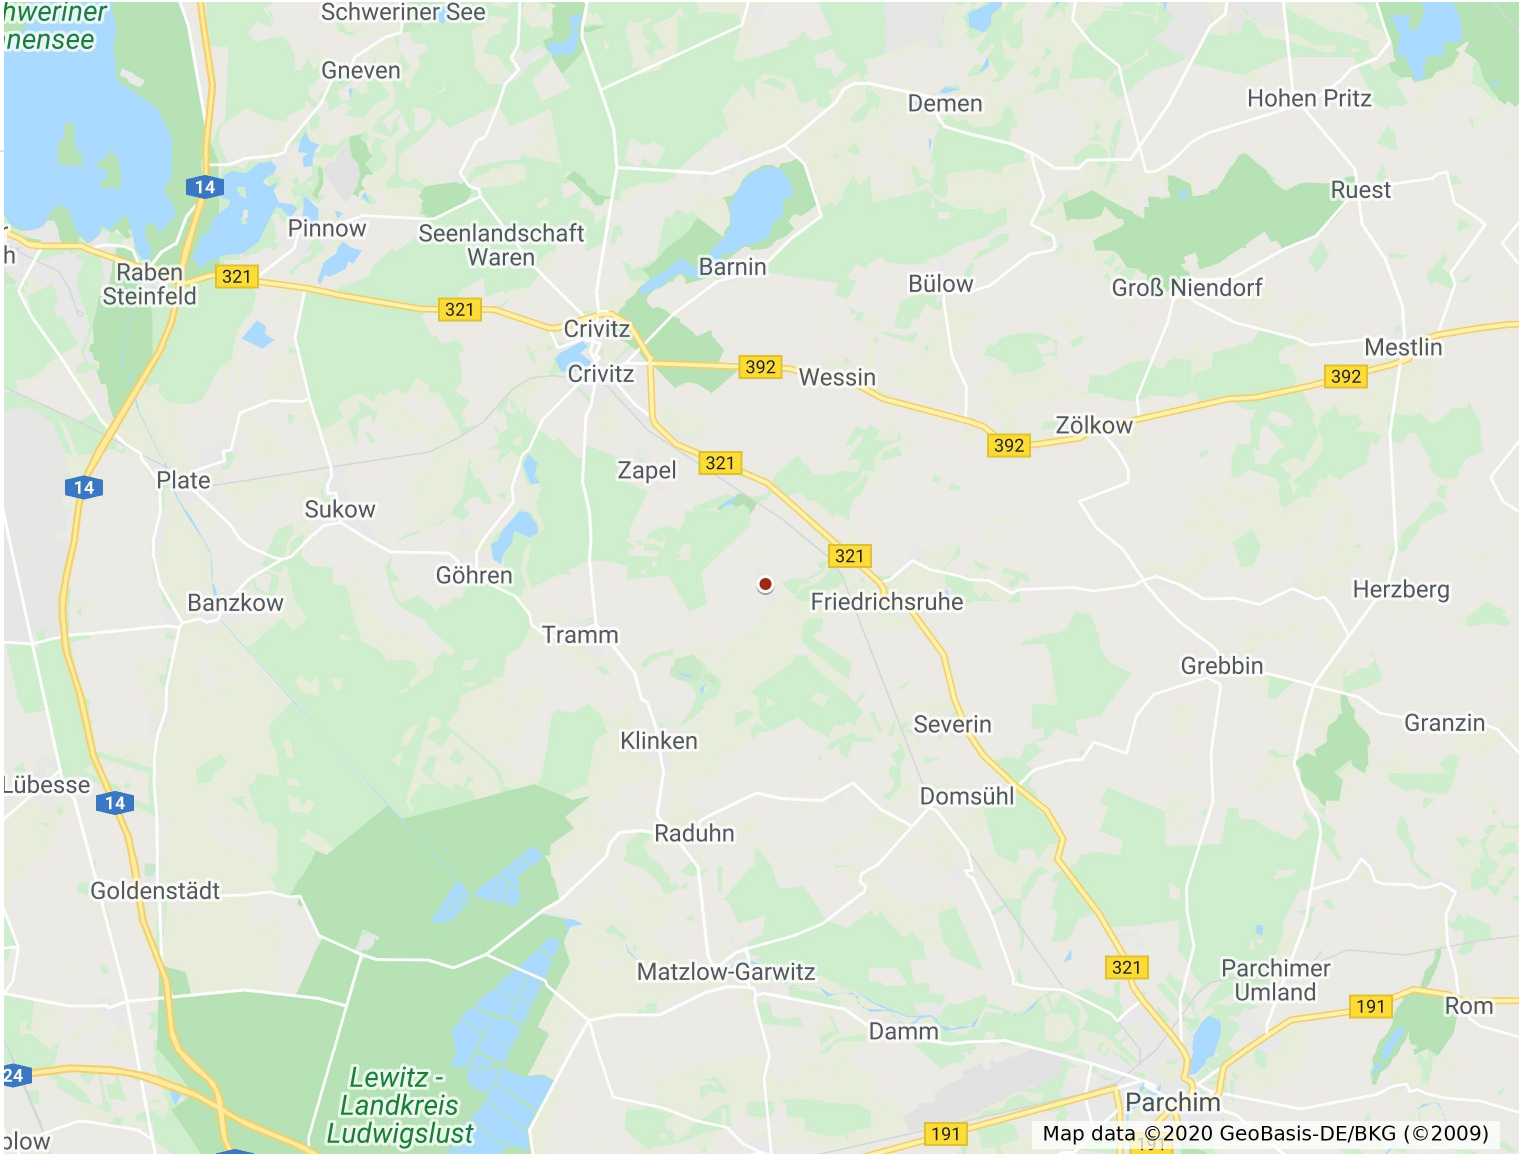 hweriner
nensee
Schweriner See
Gneven
Demen
Hohen Pritz
14
Ruest
Pinnow
Seenlandschaft
Waren
h
Raben
Steinfeld
321
Barnin
Bülow
Groß Niendorf
321
Crivitz
Mestlin
Crivitz
392
Wessin
392
Zölkow
392
Zapel
321
14
Plate
Sukow
321
Göhren
Banzkow
Friedrichsruhe
Herzberg
Tramm
Grebbin
Severin
Granzin
Klinken
Lübesse
14
Domsühl
Raduhn
Goldenstädt
Matzlow-Garwitz
321
Parchimer
Umland
191
Rom
Damm
24
Lewitz -
Landkreis
Ludwigslust
Parchim
191
191
olow
Map data ©2020 GeoBasis-DE/BKG (©2009)